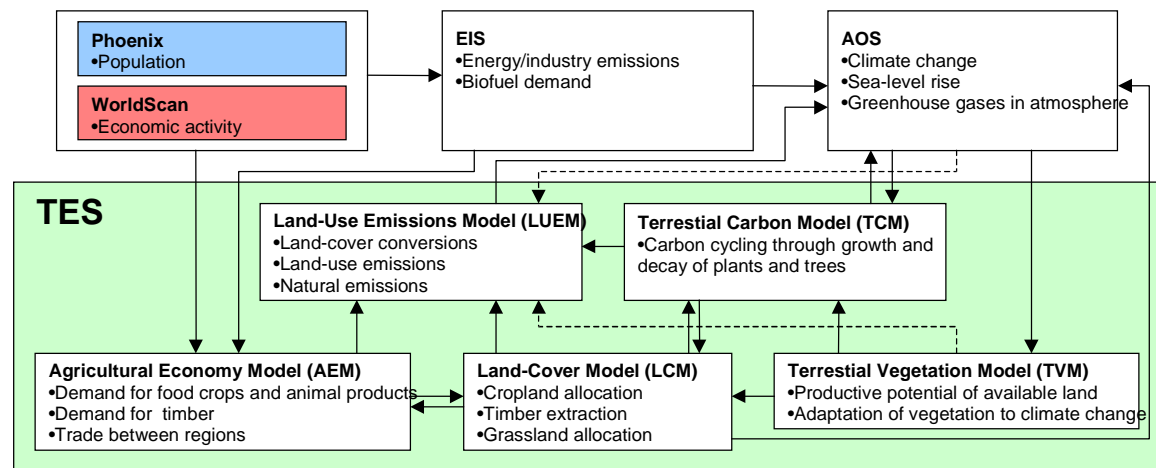 Phoenix
•Population
WorldScan
•Economic activity
EIS
•Energy/industry emissions
•Biofuel demand
AOS
•Climate change
•Sea-level rise
•Greenhouse gases in atmosphere
TES
Land-Use Emissions Model (LUEM)
•Land-cover conversions
•Land-use emissions
•Natural emissions
Terrestial Carbon Model (TCM)
•Carbon cycling through growth and
decay of plants and trees
Agricultural Economy Model (AEM)
•Demand for food crops and animal products
•Demand for timber
•Trade between regions
Land-Cover Model (LCM)
•Cropland allocation
•Timber extraction
•Grassland allocation
Terrestial Vegetation Model (TVM)
•Productive potential of available land
•Adaptation of vegetation to climate change